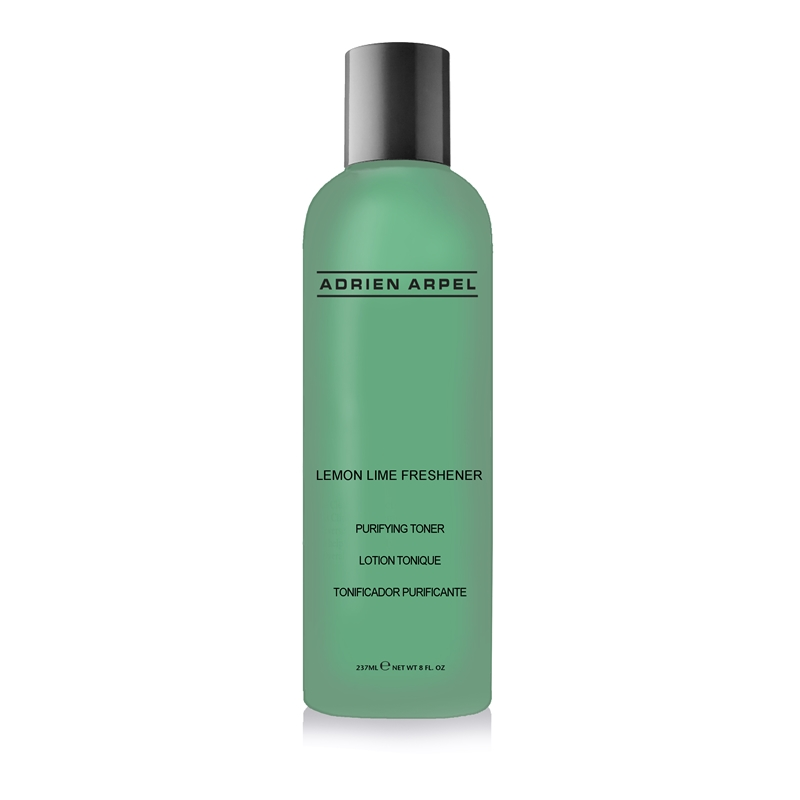 ADRIEN ARPEL
LEMON LIME FRESHENER
PURIFYING TONER
LOTION TONIQUE
TONIFICADOR PURIFICANTE
237ML ℮ NET WT 8 FL. OZ